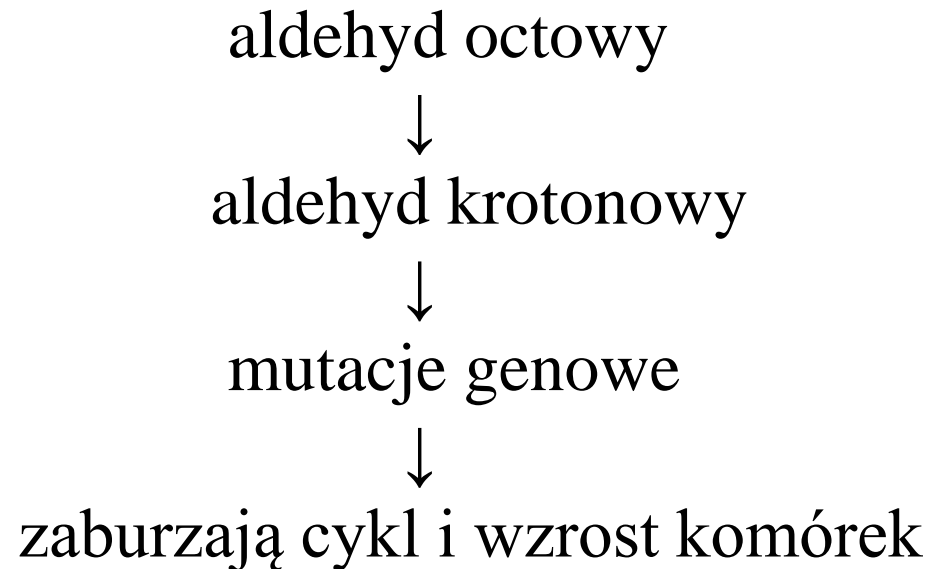 aldehyd octowy
↓
aldehyd krotonowy
↓
mutacje genowe
↓
zaburzają cykl i wzrost komórek